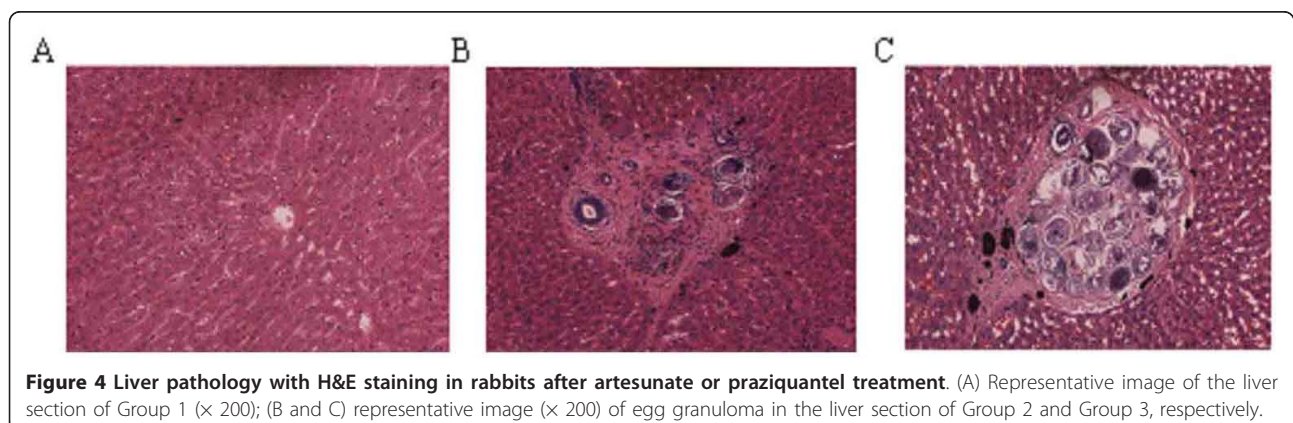 A B C
Figure 4 Liver pathology with H&E staining in rabbits after artesunate or praziquantel treatment. (A) Representative image of the liver
section of Group 1 (× 200); (B and C) representative image (× 200) of egg granuloma in the liver section of Group 2 and Group 3, respectively.